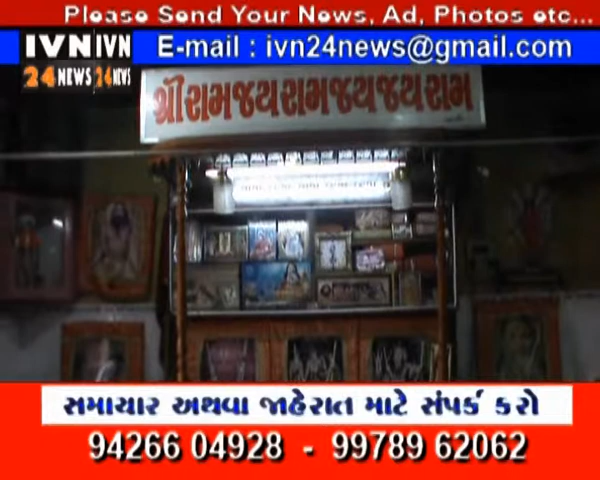 Please Send Your News, Ad, Photos etc...
IVN IVN E-mail : ivn24news@gmail.com
24 NEWS 24 NEWS
શ્રીરામજયરામજયજયરામ
સમાચાર અથવા જાહેરાત માટે સંપર્ક કરો
94266 04928 - 99789 62062